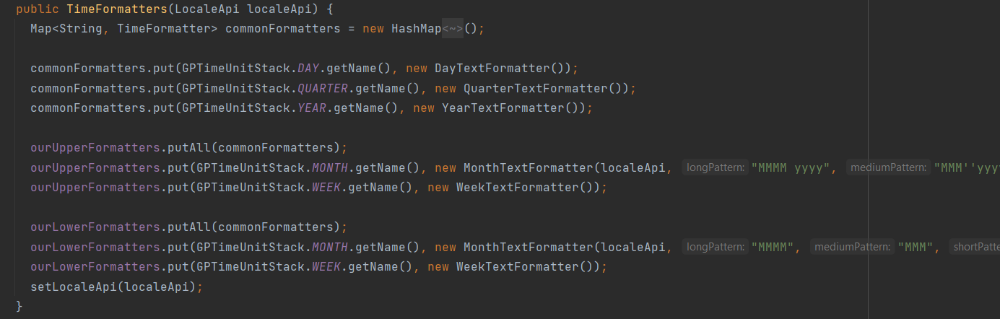 public TimeFormatters(LocaleApi localeApi) {
Map<String, TimeFormatter> commonFormatters = new HashMap<~>();
commonFormatters.put(GPTimeUnitStack.DAY.getName(), new DayTextFormatter());
commonFormatters.put(GPTimeUnitStack.QUARTER.getName(), new QuarterTextFormatter());
commonFormatters.put(GPTimeUnitStack.YEAR.getName(), new YearTextFormatter());
ourUpperFormatters.putAll(commonFormatters);
ourUpperFormatters.put(GPTimeUnitStack.MONTH.getName(), new MonthTextFormatter(localeApi, longPattern: "MMMM yyyy", mediumPattern: "MMM''yyy
ourUpperFormatters.put(GPTimeUnitStack.WEEK.getName(), new WeekTextFormatter());
ourLowerFormatters.putAll(commonFormatters);
ourLowerFormatters.put(GPTimeUnitStack.MONTH.getName(), new MonthTextFormatter(localeApi, longPattern: "MMMM", mediumPattern: "MMM", shortPatte
ourLowerFormatters.put(GPTimeUnitStack.WEEK.getName(), new WeekTextFormatter());
setLocaleApi(localeApi);
}